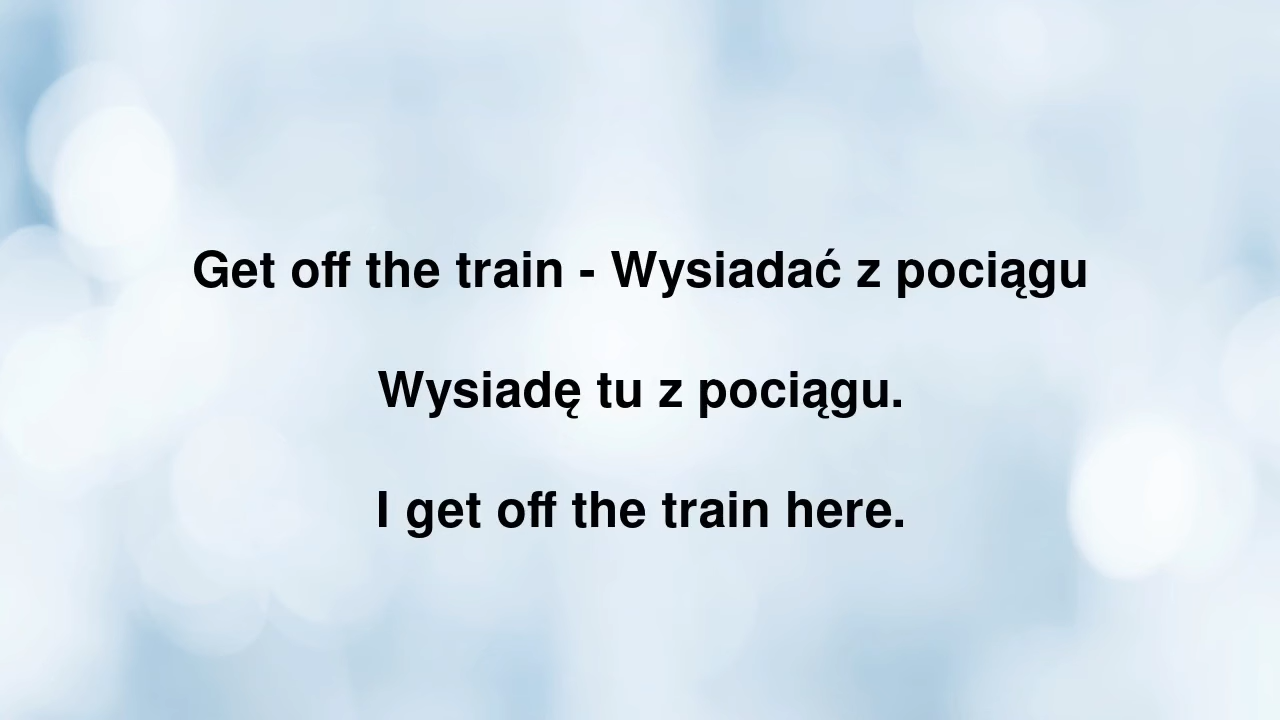 Get off the train - Wysiadać z pociągu
Wysiadę tu z pociągu.
I get off the train here.